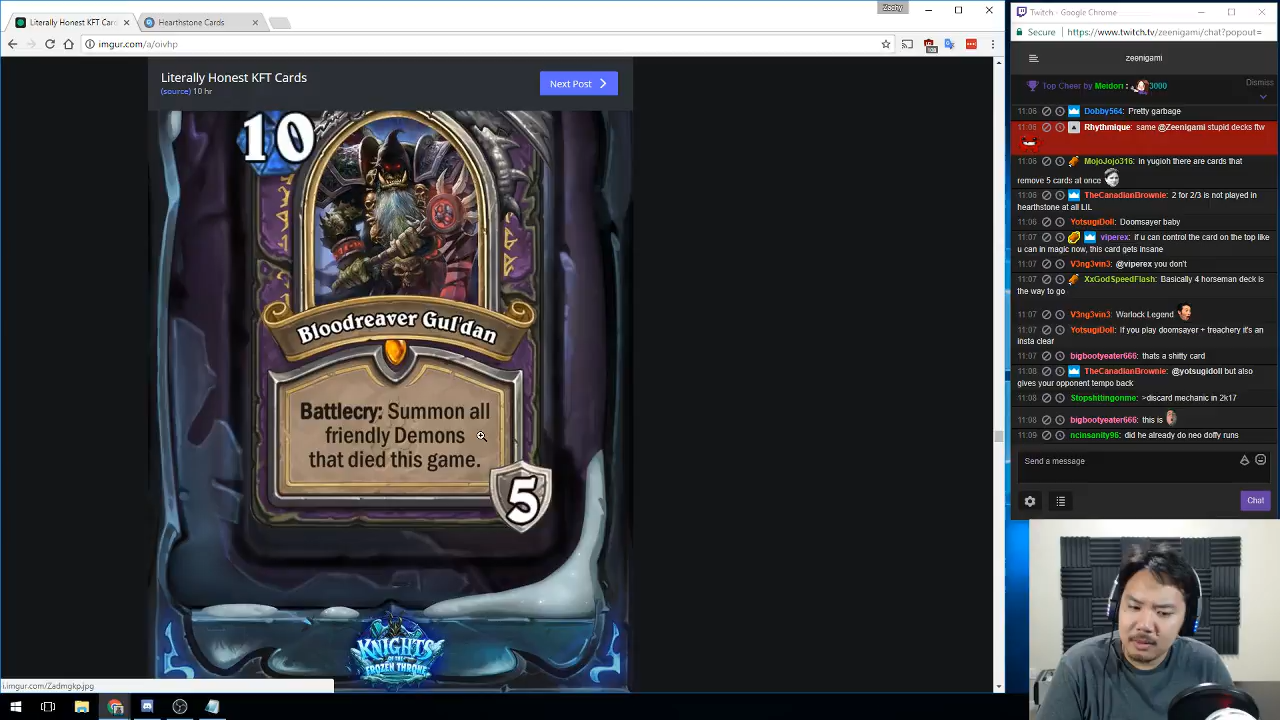 Literally Honest KFT Car
Hearthstone Cards
Zachy
imgur.com/a/oivhp
108
Literally Honest KFT Cards
(source) 10 hr
Next Post
10
Bloodreaver Gul'dan
Battlecry: Summon all
friendly Demons
that died this game.
5
KNIGHTS
OF THE
FROZEN THRONE
i.imgur.com/Zadmgkp.jpg
Twitch - Google Chrome
Secure
https://www.twitch.tv/zeenigami/chat?popout=
zeenigami
Top Cheer by Meidori : 3000
Dismiss
11:06 Dobby564: Pretty garbage
11:06 Rhythmique: same @Zeenigami stupid decks ftw
11:06 MojoJojo316: in yugioh there are cards that
remove 5 cards at once
11:06 TheCanadianBrownie: 2 for 2/3 is not played in
hearthstone at all LIL
11:06 YotsugiDoll: Doomsayer baby
11:07 viperex: if u can control the card on the top like
u can in magic now, this card gets insane
11:07 V3ng3vin3: @viperex you don't
11:07 XxGodSpeedFlash: Basically 4 horseman deck is
the way to go
11:07 V3ng3vin3: Warlock Legend
11:07 YotsugiDoll: If you play doomsayer + treachery it's an
insta clear
11:07 bigbootyeater666: thats a shitty card
11:08 TheCanadianBrownie: @yotsugidoll but also
gives your opponent tempo back
11:08 Stopshttingonme: >discard mechanic in 2k17
11:08 bigbootyeater666: this is
11:09 ncinsanity96: did he already do neo doffy runs
Send a message
Chat